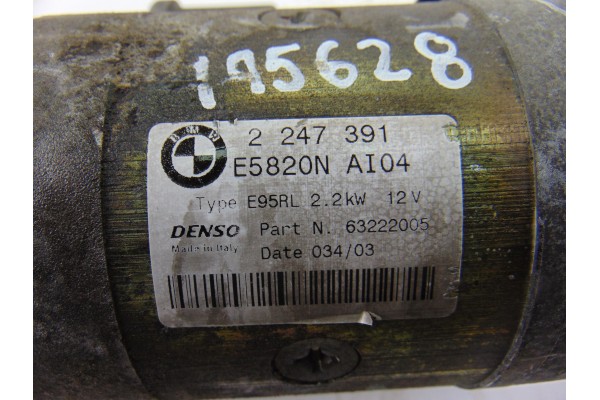 195628
BMW
2 247 391
E5820N AI04
Type E95RL 2.2kW 12V
DENSO Part N. 63222005
Made in Italy Date 034/03